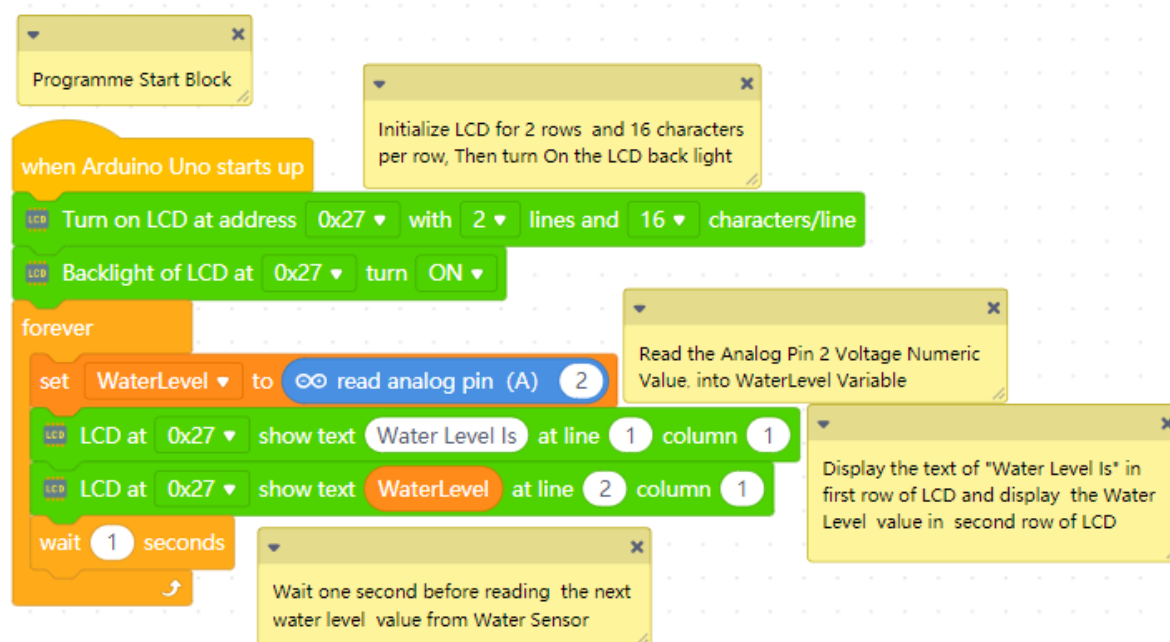 Programme Start Block
Initialize LCD for 2 rows and 16 characters
per row, Then turn On the LCD back light
when Arduino Uno starts up
LCD Turn on LCD at address 0x27 with 2 lines and 16 characters/line
LCD Backlight of LCD at 0x27 turn ON
forever
Read the Analog Pin 2 Voltage Numeric
Value, into WaterLevel Variable
set WaterLevel to read analog pin (A) 2
LCD LCD at 0x27 show text Water Level Is at line 1 column 1
Display the text of "Water Level Is" in
first row of LCD and display the Water
Level value in second row of LCD
LCD LCD at 0x27 show text WaterLevel at line 2 column 1
wait 1 seconds
Wait one second before reading the next
water level value from Water Sensor